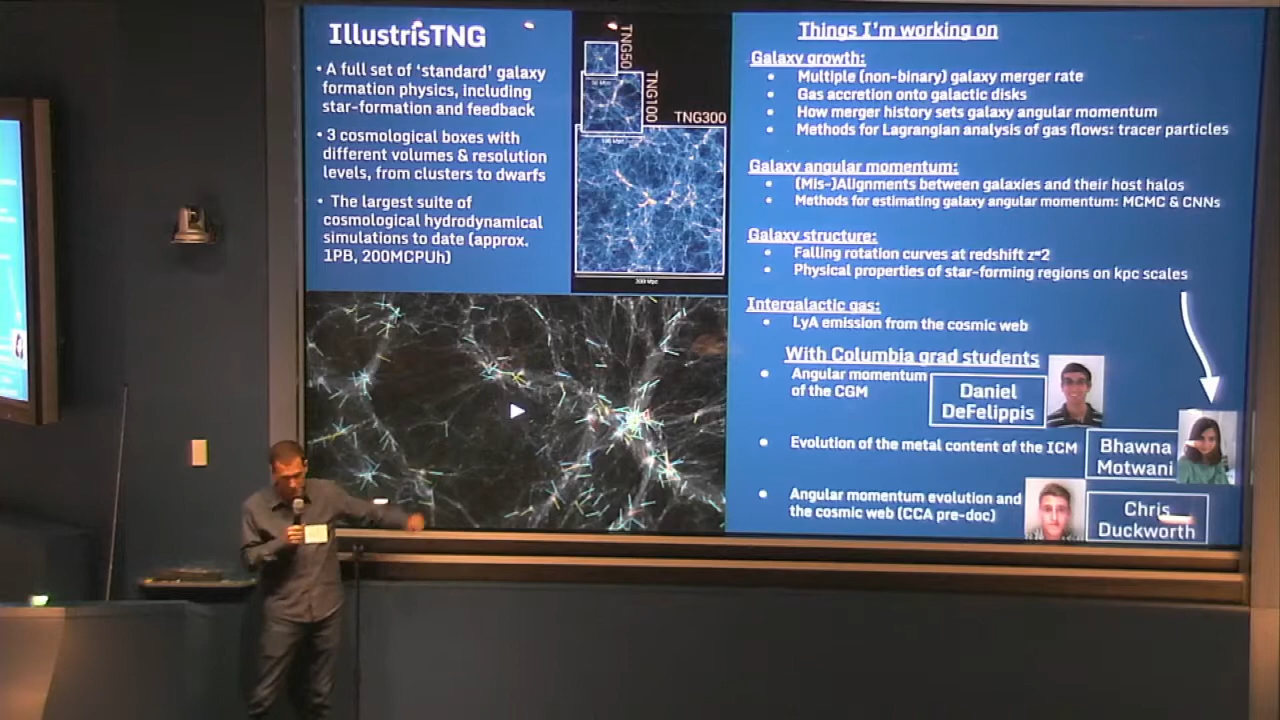 IllustrisTNG
• A full set of ‘standard’ galaxy
formation physics, including
star-formation and feedback
• 3 cosmological boxes with
different volumes & resolution
levels, from clusters to dwarfs
• The largest suite of
cosmological hydrodynamical
simulations to date (approx.
1PB, 200MCPUh)
TNG50
TNG100
TNG300
300 Mpc
Things I'm working on
Galaxy growth:
• Multiple (non-binary) galaxy merger rate
• Gas accretion onto galactic disks
• How merger history sets galaxy angular momentum
• Methods for Lagrangian analysis of gas flows: tracer particles
Galaxy angular momentum:
• (Mis-)Alignments between galaxies and their host halos
• Methods for estimating galaxy angular momentum: MCMC & CNNs
Galaxy structure:
• Falling rotation curves at redshift z~2
• Physical properties of star-forming regions on kpc scales
Intergalactic gas:
• LyA emission from the cosmic web
With Columbia grad students
• Angular momentum
of the CGM
Daniel
DeFelippis
• Evolution of the metal content of the ICM
Bhawna
Motwani
• Angular momentum evolution and
the cosmic web (CCA pre-doc)
Chris
Duckworth